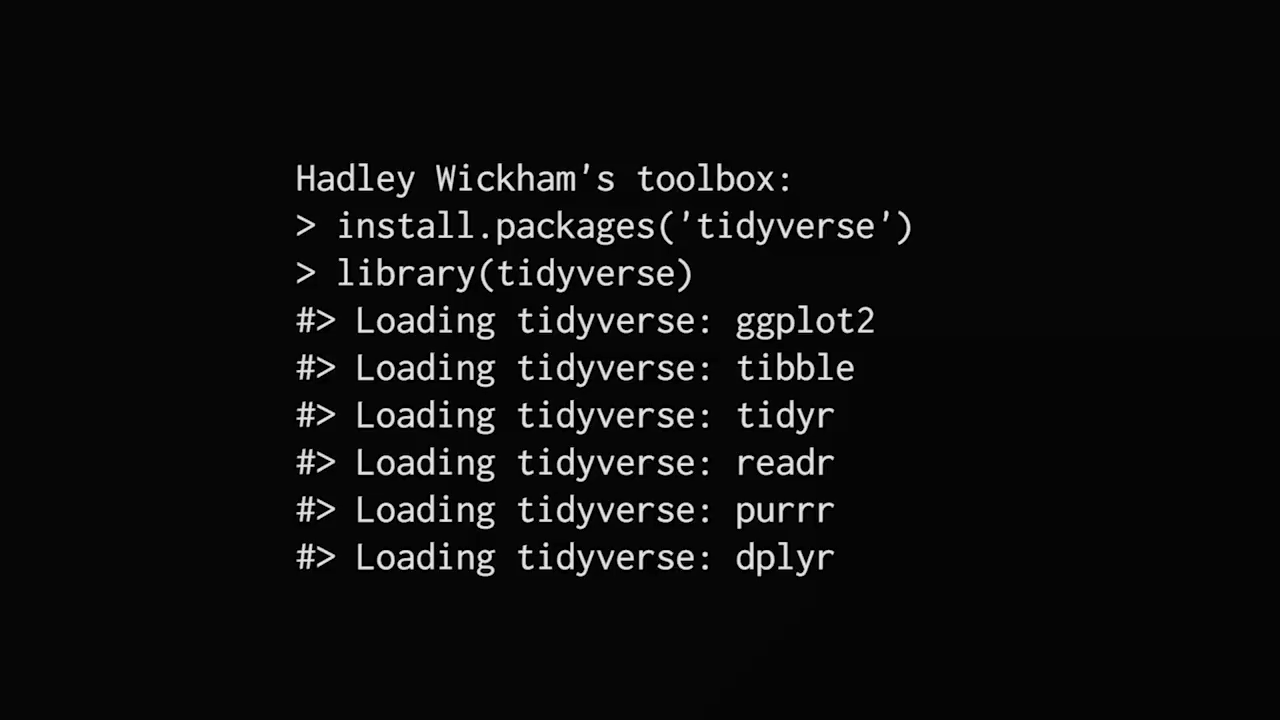 Hadley Wickham's toolbox:
> install.packages('tidyverse')
> library(tidyverse)
#> Loading tidyverse: ggplot2
#> Loading tidyverse: tibble
#> Loading tidyverse: tidyr
#> Loading tidyverse: readr
#> Loading tidyverse: purrr
#> Loading tidyverse: dplyr